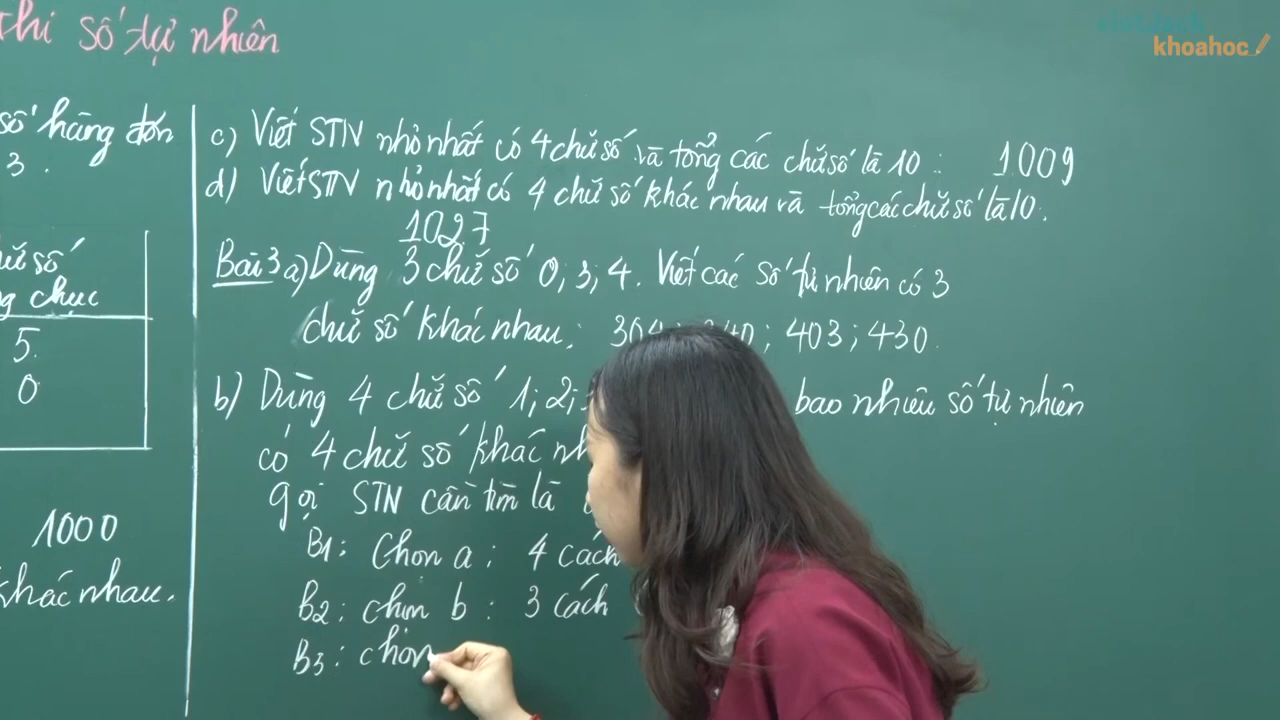 thi số tự nhiên
khoahoc
số hàng đơn
3.
chữ số
chục
5
0
1000
khác nhau.
c) Viết STN nhỏ nhất có 4 chữ số và tổng các chữ số là 10 : 1009
d) Viết STN nhỏ nhất có 4 chữ số khác nhau và tổng các chữ số là 10.
1027
Bài 3 a) Dùng 3 chữ số 0; 3; 4. Viết các số tự nhiên có 3
chữ số khác nhau: 304; 340; 403; 430.
b) Dùng 4 chữ số 1; 2; bao nhiêu số tự nhiên
có 4 chữ số khác
gọi STN cần tìm là
B1: Chọn a: 4 cách
B2: chọn b: 3 cách
B3: chọn